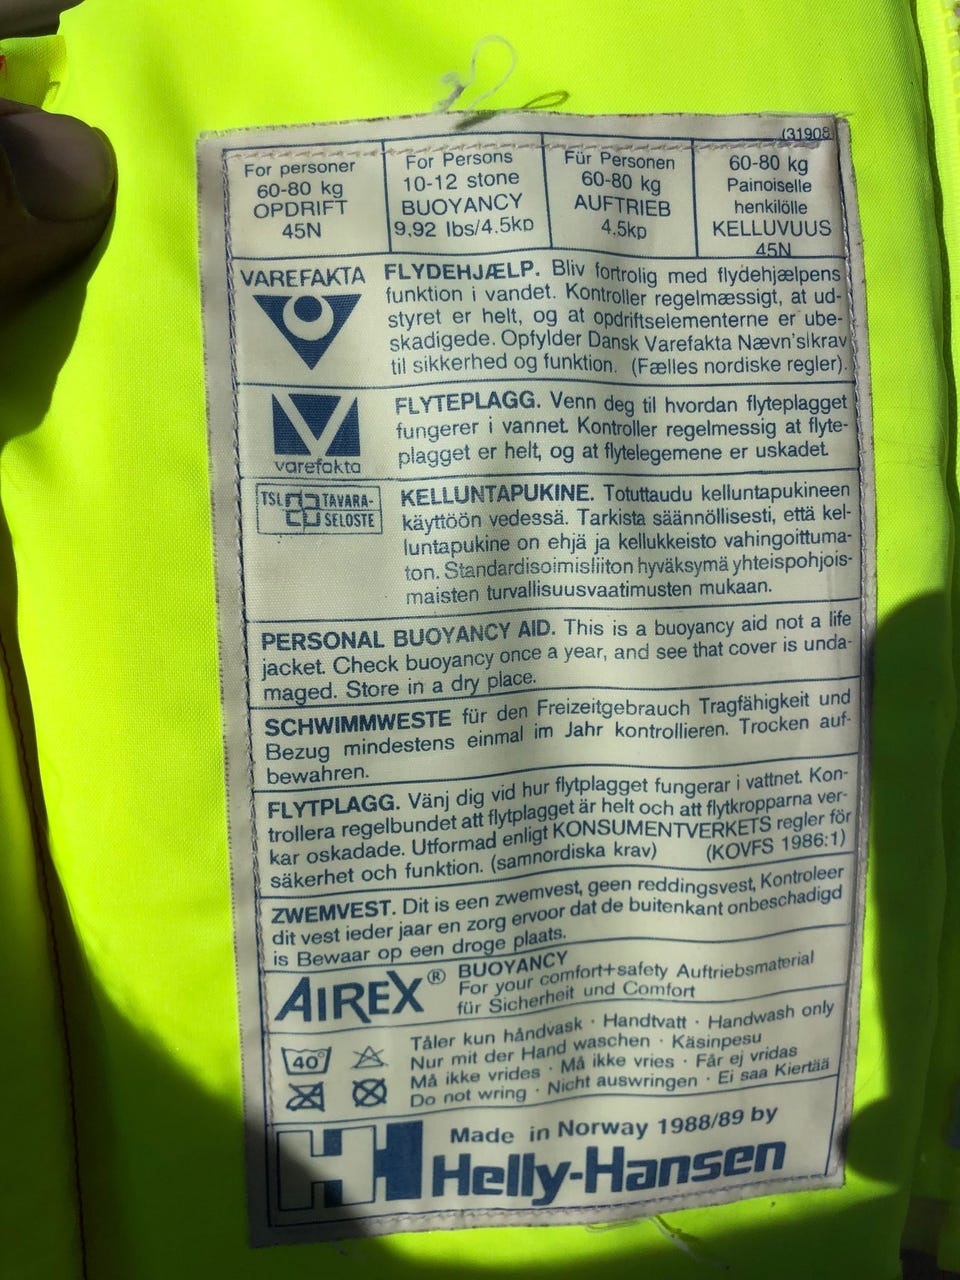 (31908
For personer
60-80 kg
OPDRIFT
45N
For Persons
10-12 stone
BUOYANCY
9,92 lbs/4.5kp
Für Personen
60-80 kg
AUFTRIEB
4.5kp
60-80 kg
Painoiselle
henkilölle
KELLUVUUS
45N
VAREFAKTA
FLYDEHJÆLP. Bliv fortrolig med flydehjælpens
funktion i vandet. Kontroller regelmæssigt, at ud-
styret er helt, og at opdriftselementerne er ube-
skadigede. Opfylder Dansk Varefakta Nævn'slkrav
til sikkerhed og funktion. (Fælles nordiske regler).
varefakta
FLYTEPLAGG. Venn deg til hvordan flyteplagget
fungerer i vannet. Kontroller regelmessig at flyte-
plagget er helt, og at flytelegemene er uskadet.
TSL TAVARA-
SELOSTE
KELLUNTAPUKINE. Totuttaudu kelluntapukineen
käyttöön vedessä. Tarkista säännöllisesti, että kel-
luntapukine on ehjä ja kellukkeisto vahingoittuma-
ton. Standardisoimisliiton hyväksymä yhteispohjois-
maisten turvallisuusvaatimusten mukaan.
PERSONAL BUOYANCY AID. This is a buoyancy aid not a life
jacket. Check buoyancy once a year, and see that cover is unda-
maged. Store in a dry place.
SCHWIMMWESTE für den Freizeitgebrauch Tragfähigkeit und
Bezug mindestens einmal im Jahr kontrollieren. Trocken auf-
bewahren.
FLYTPLAGG. Vänj dig vid hur flytplagget fungerar i vattnet. Kon-
trollera regelbundet att flytplagget är helt och att flytkropparna ver-
kar oskadade. Utformad enligt KONSUMENTVERKETS regler för
säkerhet och funktion. (samnordiska krav) (KOVFS 1986:1)
ZWEMVEST. Dit is een zwemvest, geen reddingsvest, Kontroleer
dit vest ieder jaar en zorg ervoor dat de buitenkant onbeschadigd
is Bewaar op een droge plaats.
AIREX® BUOYANCY
For your comfort+safety Auftriebsmaterial
für Sicherheit und Comfort
40°
Tåler kun håndvask · Handtvatt · Handwash only
Nur mit der Hand waschen · Käsinpesu
Må ikke vrides · Må ikke vries · Får ej vridas
Do not wring · Nicht auswringen · Ei saa Kiertää
Made in Norway 1988/89 by
HH Helly-Hansen